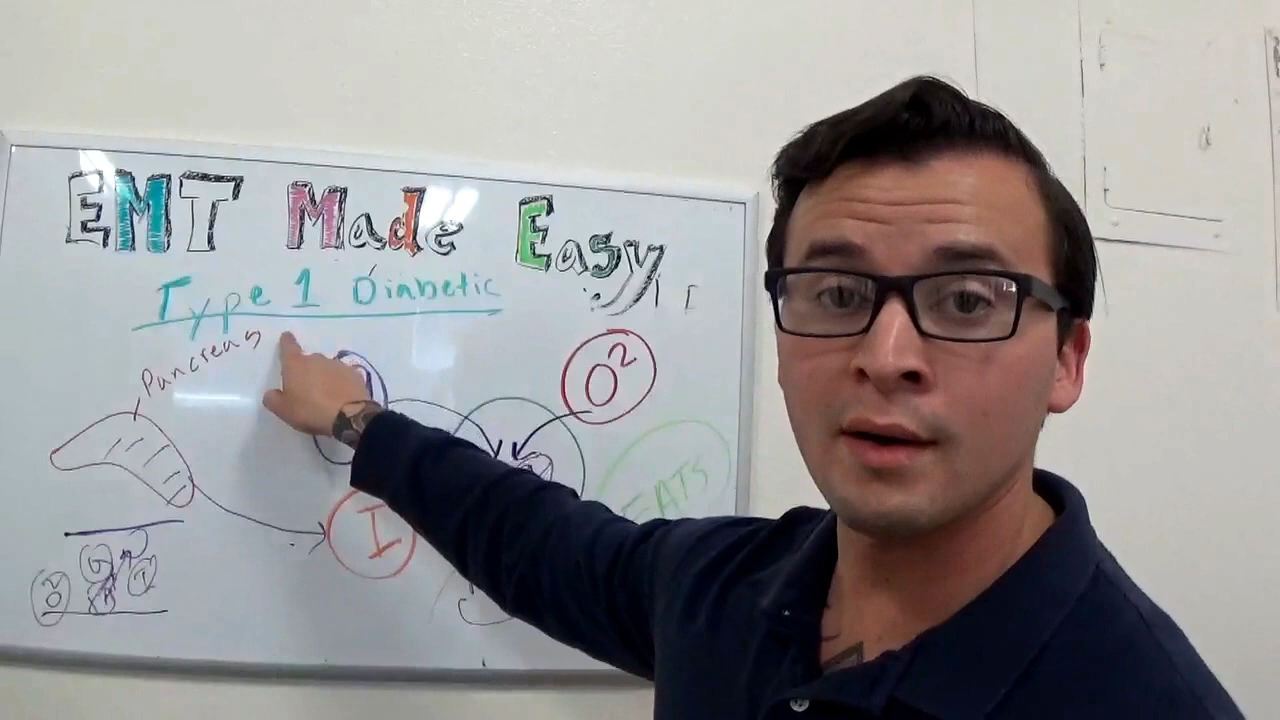 EMT Made Easy
Type 1 Diabetic
Pancreas
O²
EATS
I